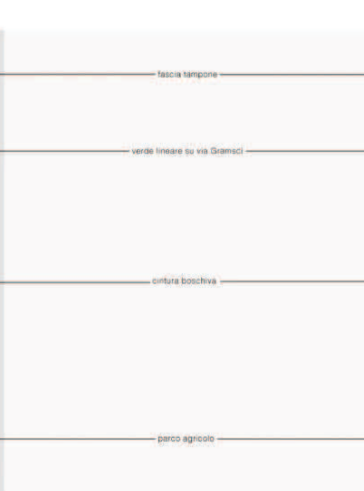 fascia tampone
verde lineare su via Gramsci
cintura boschiva
parco agricolo